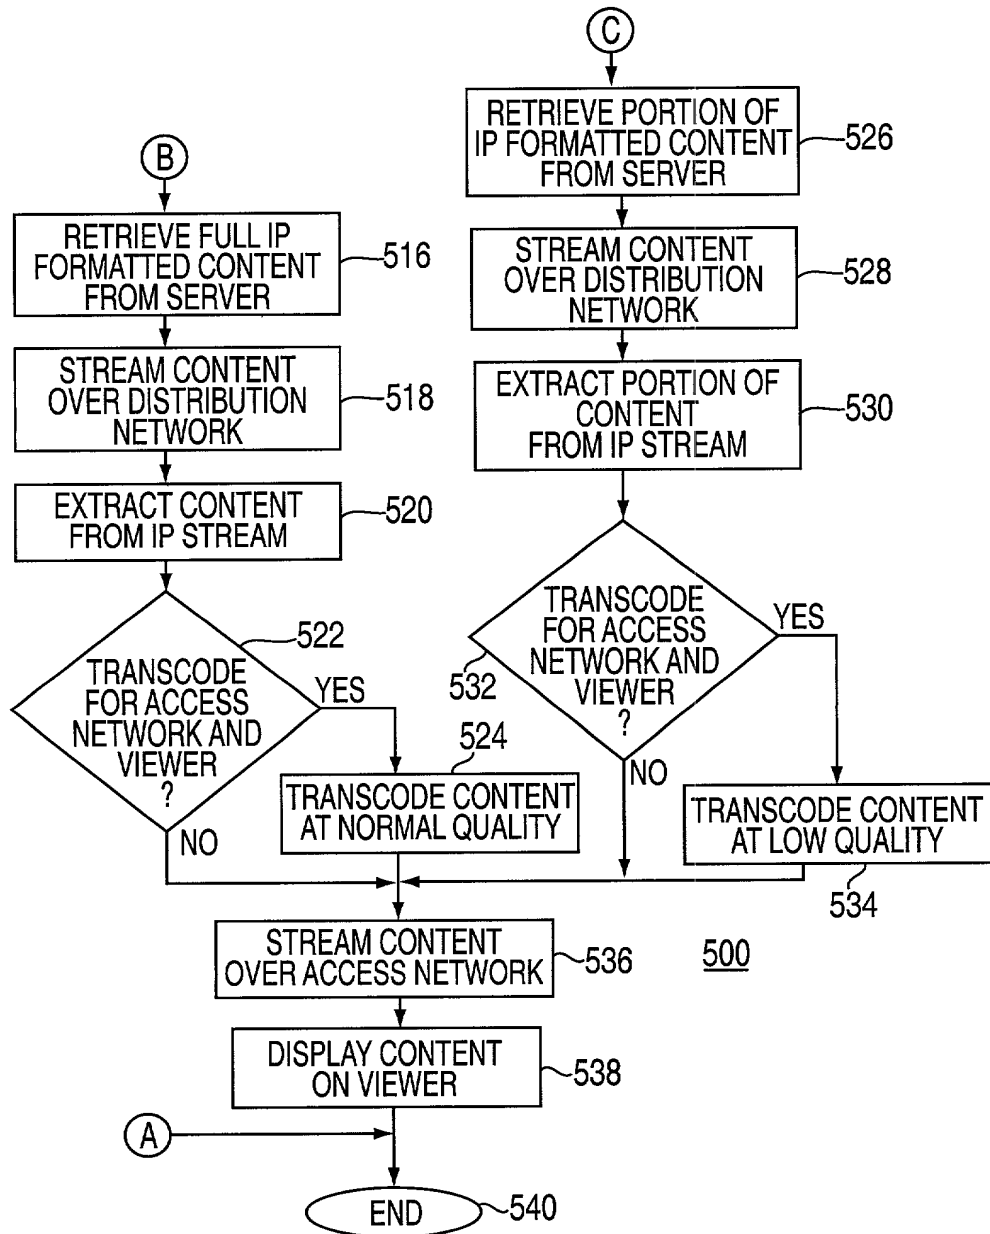 B
RETRIEVE FULL IP
FORMATTED CONTENT
FROM SERVER
516
STREAM CONTENT
OVER DISTRIBUTION
NETWORK
518
EXTRACT CONTENT
FROM IP STREAM
520
TRANSCODE
FOR ACCESS
NETWORK AND
VIEWER
?
522
YES
NO
524
TRANSCODE CONTENT
AT NORMAL QUALITY
C
RETRIEVE PORTION OF
IP FORMATTED CONTENT
FROM SERVER
526
STREAM CONTENT
OVER DISTRIBUTION
NETWORK
528
EXTRACT PORTION OF
CONTENT
FROM IP STREAM
530
TRANSCODE
FOR ACCESS
NETWORK AND
VIEWER
?
532
YES
NO
TRANSCODE CONTENT
AT LOW QUALITY
534
STREAM CONTENT
OVER ACCESS NETWORK
536
500
DISPLAY CONTENT
ON VIEWER
538
A
END
540